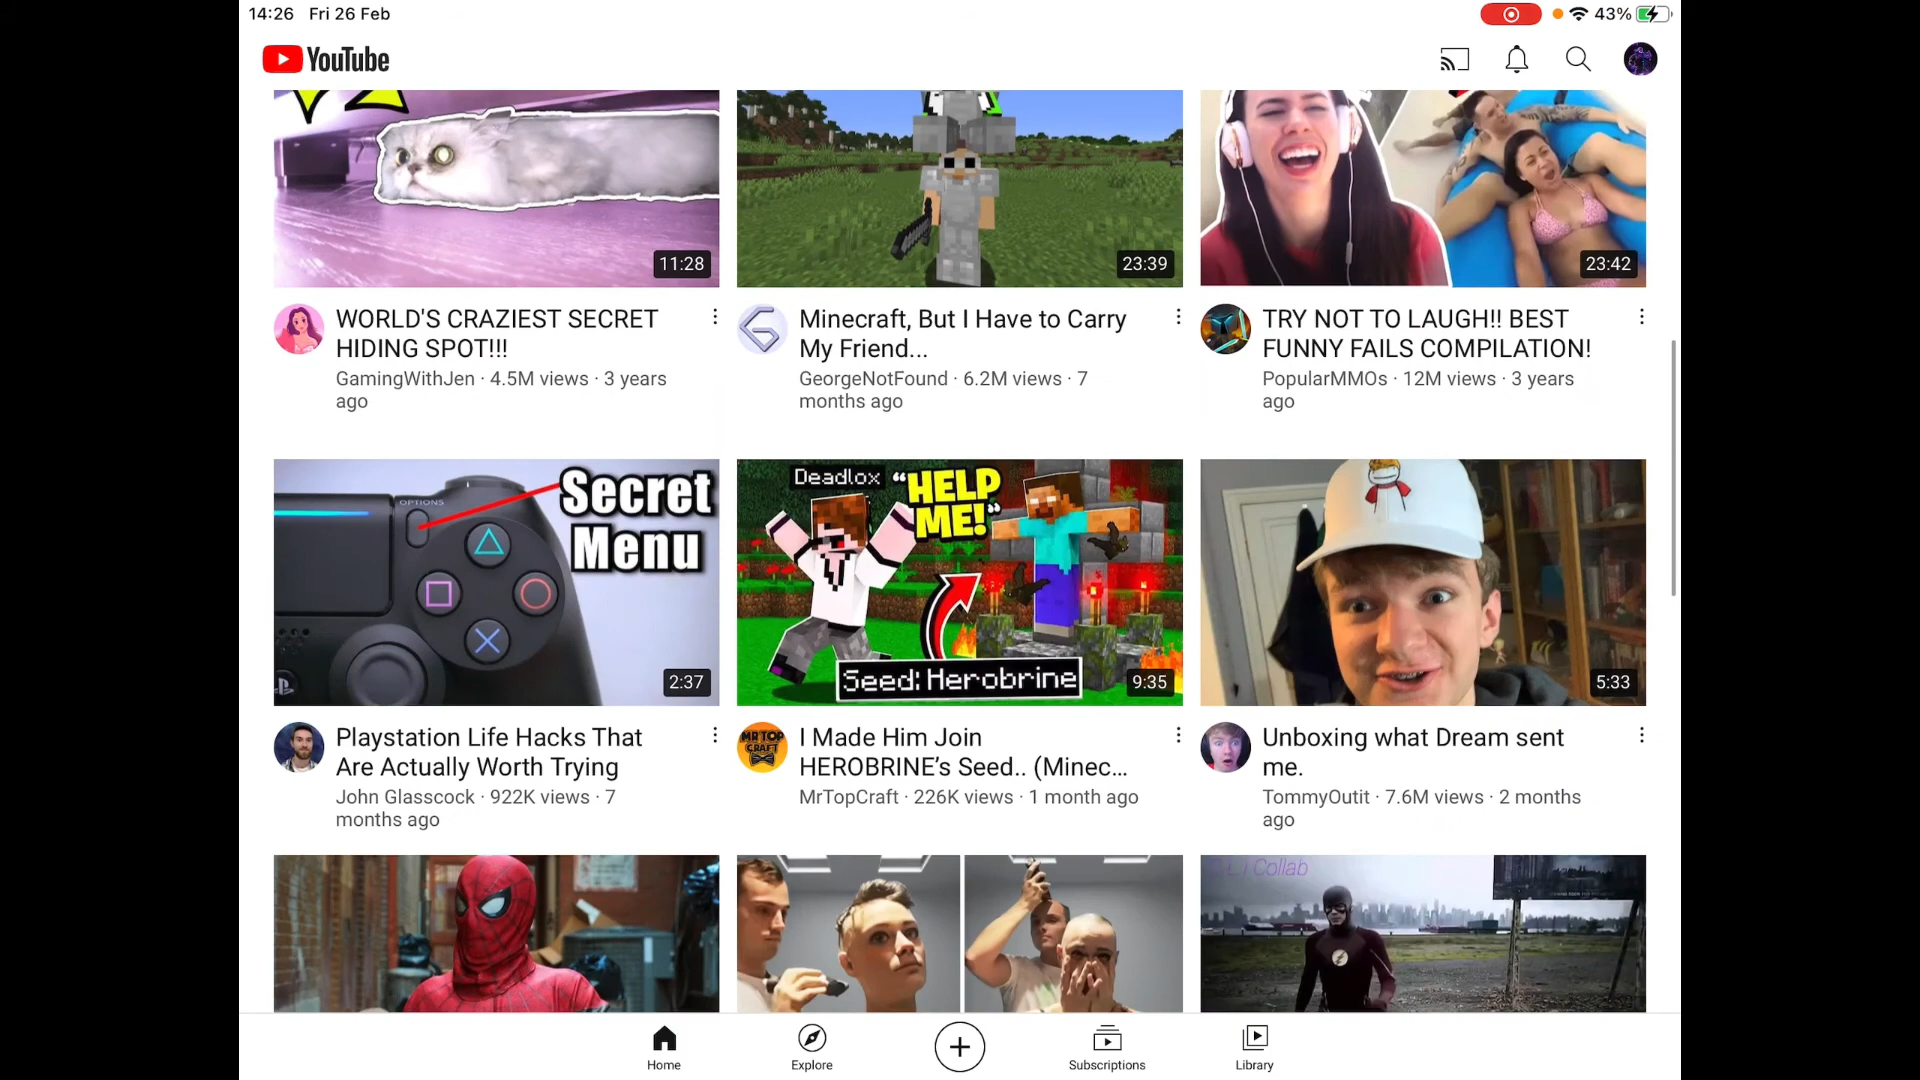 14:26 Fri 26 Feb
43%
YouTube
11:28
23:39
23:42
WORLD'S CRAZIEST SECRET
HIDING SPOT!!!
GamingWithJen · 4.5M views · 3 years
ago
Minecraft, But I Have to Carry
My Friend...
GeorgeNotFound · 6.2M views · 7
months ago
TRY NOT TO LAUGH!! BEST
FUNNY FAILS COMPILATION!
PopularMMOs · 12M views · 3 years
ago
OPTIONS
Secret
Menu
2:37
Deadlox
“HELP
ME!”
Seed: Herobrine
9:35
5:33
Playstation Life Hacks That
Are Actually Worth Trying
John Glasscock · 922K views · 7
months ago
MRTOP
CRAFT
I Made Him Join
HEROBRINE’s Seed.. (Minec...
MrTopCraft · 226K views · 1 month ago
Unboxing what Dream sent
me.
TommyOutit · 7.6M views · 2 months
ago
Collab
Home
Explore
Subscriptions
Library